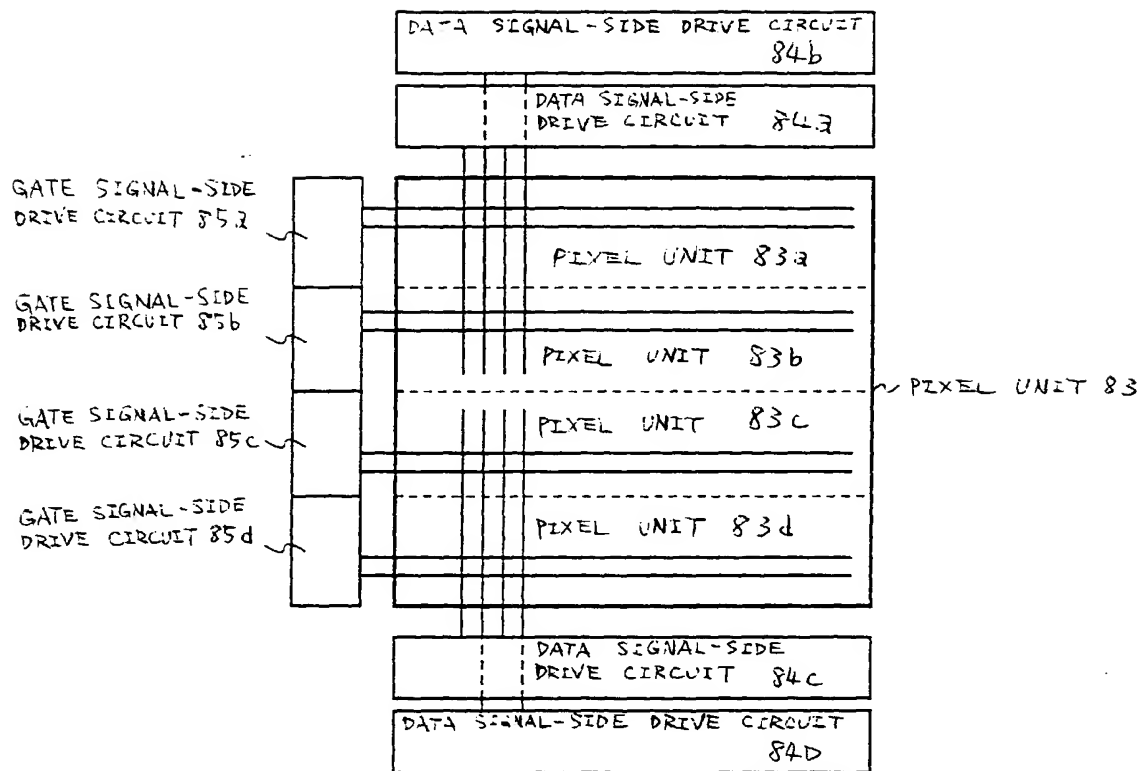 DATA SIGNAL-SIDE DRIVE CIRCUIT
84b
DATA SIGNAL-SIDE
DRIVE CIRCUIT 84a
GATE SIGNAL-SIDE
DRIVE CIRCUIT 85a
PIXEL UNIT 83a
GATE SIGNAL-SIDE
DRIVE CIRCUIT 85b
PIXEL UNIT 83b
PIXEL UNIT 83
GATE SIGNAL-SIDE
DRIVE CIRCUIT 85c
PIXEL UNIT 83c
GATE SIGNAL-SIDE
DRIVE CIRCUIT 85d
PIXEL UNIT 83d
DATA SIGNAL-SIDE
DRIVE CIRCUIT 84c
DATA SIGNAL-SIDE DRIVE CIRCUIT
84D